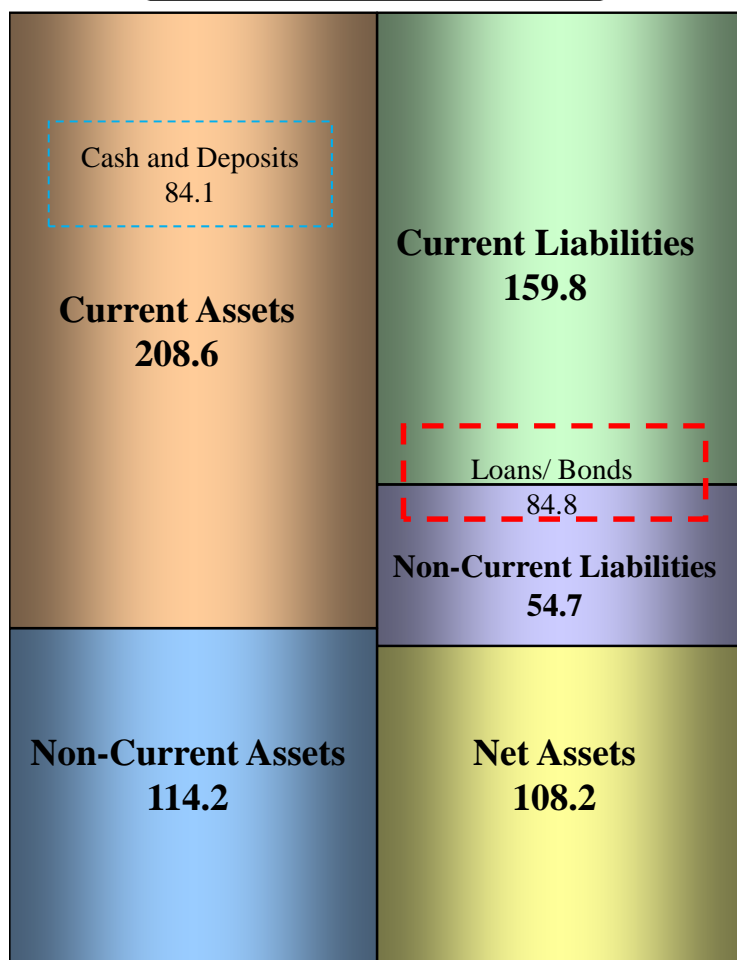 Cash and Deposits
84.1
Current Assets
208.6
Non-Current Assets
114.2
Current Liabilities
159.8
Loans/ Bonds
84.8
Non-Current Liabilities
54.7
Net Assets
108.2